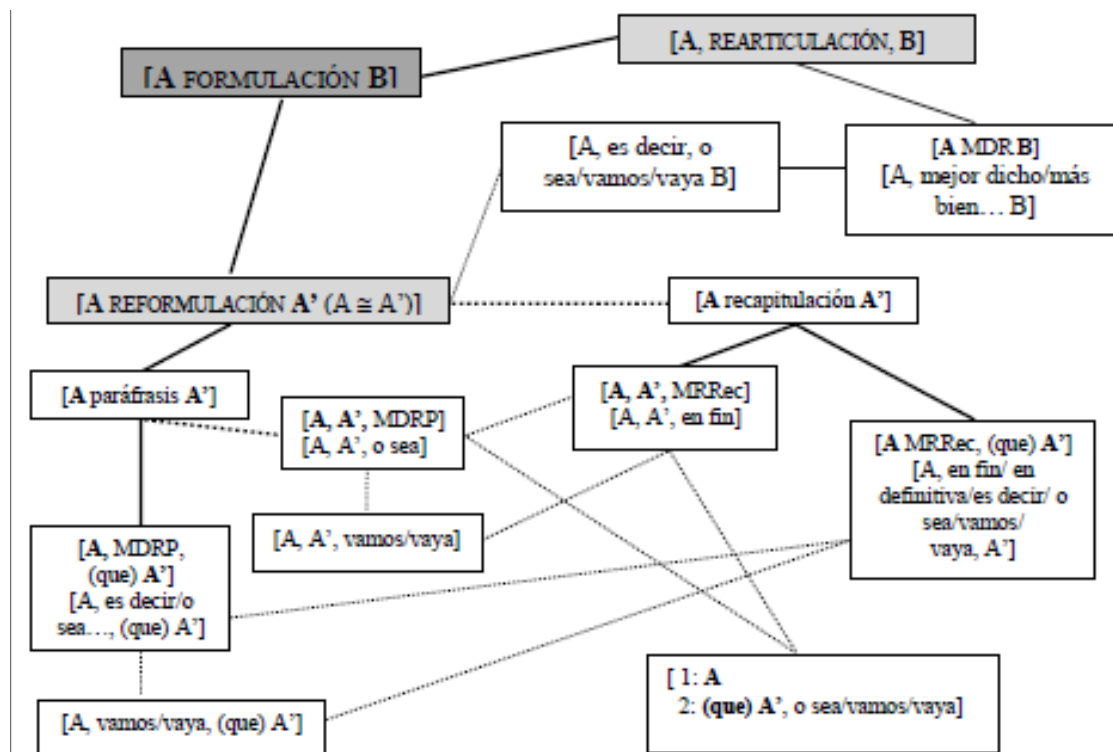 [A, REARTICULACIÓN, B]
[A FORMULACIÓN B]
[A, es decir, o
sea/vamos/vaya B]
[A MDR B]
[A, mejor dicho/más
bien… B]
[A REFORMULACIÓN A’ (A ≅ A’)]
[A recapitulación A’]
[A paráfrasis A’]
[A, A’, MDRP]
[A, A’, o sea]
[A, A’, MRRec]
[A, A’, en fin]
[A MRRec, (que) A’]
[A, en fin/ en
definitiva/es decir/ o
sea/vamos/
vaya, A’]
[A, A’, vamos/vaya]
[A, MDRP,
(que) A’]
[A, es decir/o
sea…, (que) A’]
[ 1: A
2: (que) A’, o sea/vamos/vaya]
[A, vamos/vaya, (que) A’]